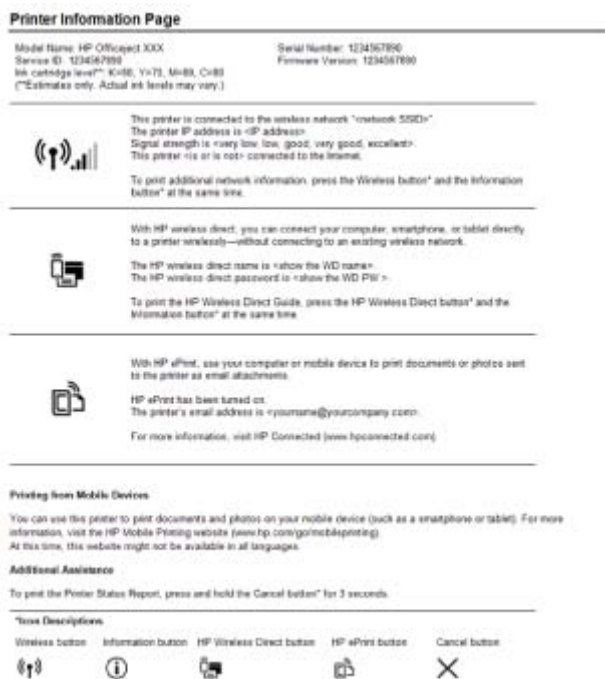 Printer Information Page
Model Name: HP Officeject XXX
Serial Number: 1234567890
Service ID: 1234567890
Firmware Version: 1234567890
Ink cartridge level**: Y=70,
(**Estimates only. Actual ink levels may vary.)
This printer is connected to the wireless network "<network SSID>"
The printer IP address is <IP address>
Signal strength is <very low, low, good, very good, excellent>.
This printer <is or is not> connected to the Internet.
To print additional network information, press the Wireless button* and the Information
button* at the same time.
With HP wireless direct, you can connect your computer, smartphone, or tablet directly
to a printer wirelessly—without connecting to an existing wireless network.
The HP wireless direct name is <show the WD name>
The HP wireless direct password is <show the WD PW >.
To print the HP Wireless Direct Guide, press the HP Wireless Direct button* and the
Information button* at the same time.
With HP ePrint, use your computer or mobile device to print documents or photos sent
to the printer as email attachments.
HP ePrint has been turned on.
The printer's email address is <yourname@yourcompany.com>.
For more information, visit HP Connected (www.hpconnected.com).
Printing from Mobile Devices
You can use this printer to print documents and photos on your mobile device (such as a smartphone or tablet). For more
information, visit the HP Mobile Printing website (www.hp.com/go/mobileprinting).
At this time, this website might not be available in all languages.
Additional Assistance
To print the Printer Status Report, press and hold the Cancel button* for 3 seconds.
*Icon Descriptions
Wireless button Information button HP Wireless Direct button HP ePrint button Cancel button